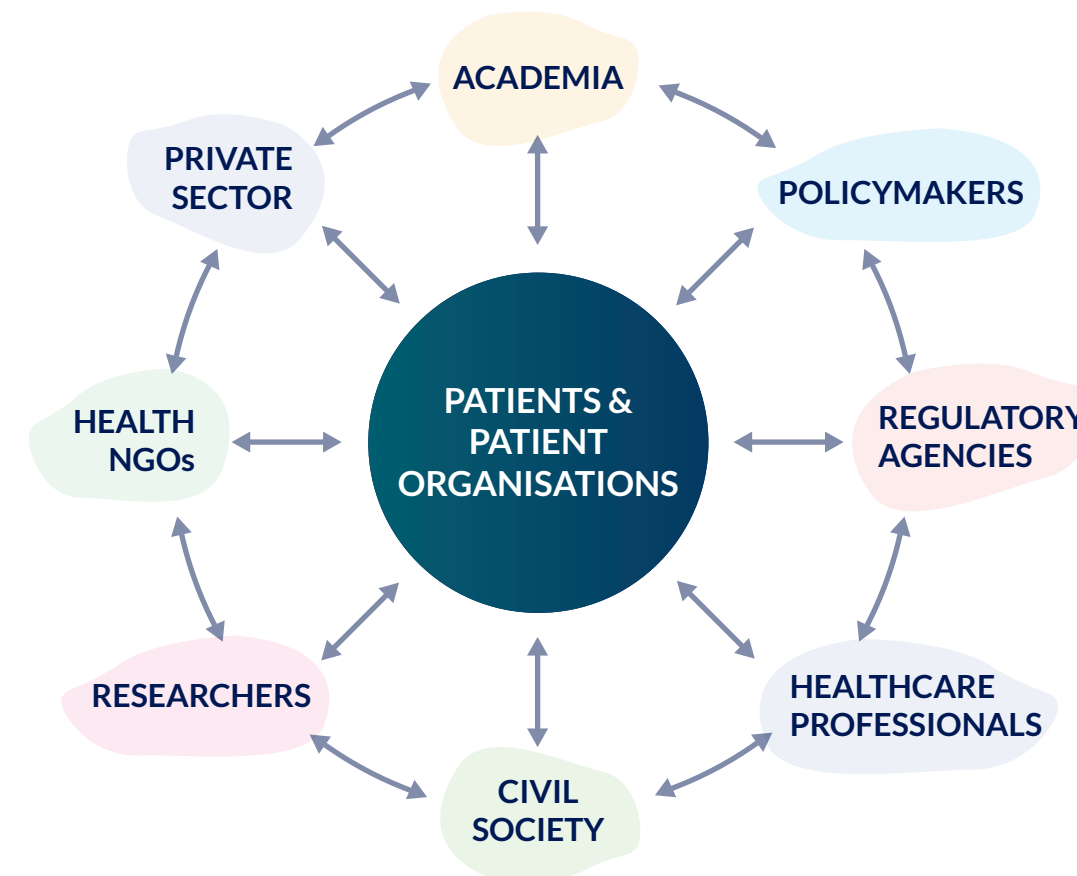 ACADEMIA
POLICYMAKERS
REGULATORY
AGENCIES
HEALTHCARE
PROFESSIONALS
CIVIL
SOCIETY
RESEARCHERS
HEALTH
NGOs
PRIVATE
SECTOR
PATIENTS &
PATIENT
ORGANISATIONS